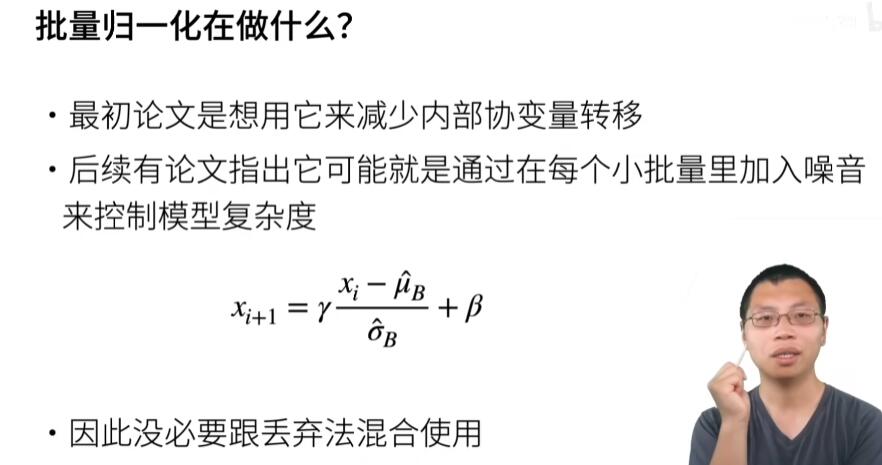 批量归一化在做什么？
• 最初论文是想用它来减少内部协变量转移
• 后续有论文指出它可能就是通过在每个小批量里加入噪音
来控制模型复杂度
x_{i+1} = γ \frac{x_i − \hat{μ}_B}{\hat{σ}_B} + β
• 因此没必要跟丢弃法混合使用